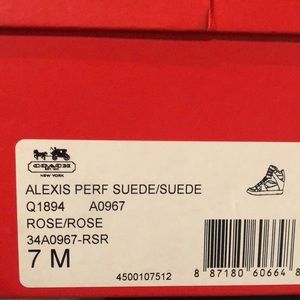 COACH
NEW YORK
ALEXIS PERF SUEDE/SUEDE
Q1894 A0967
ROSE/ROSE
34A0967-RSR
7 M
4500107512
8 87180 60664 8